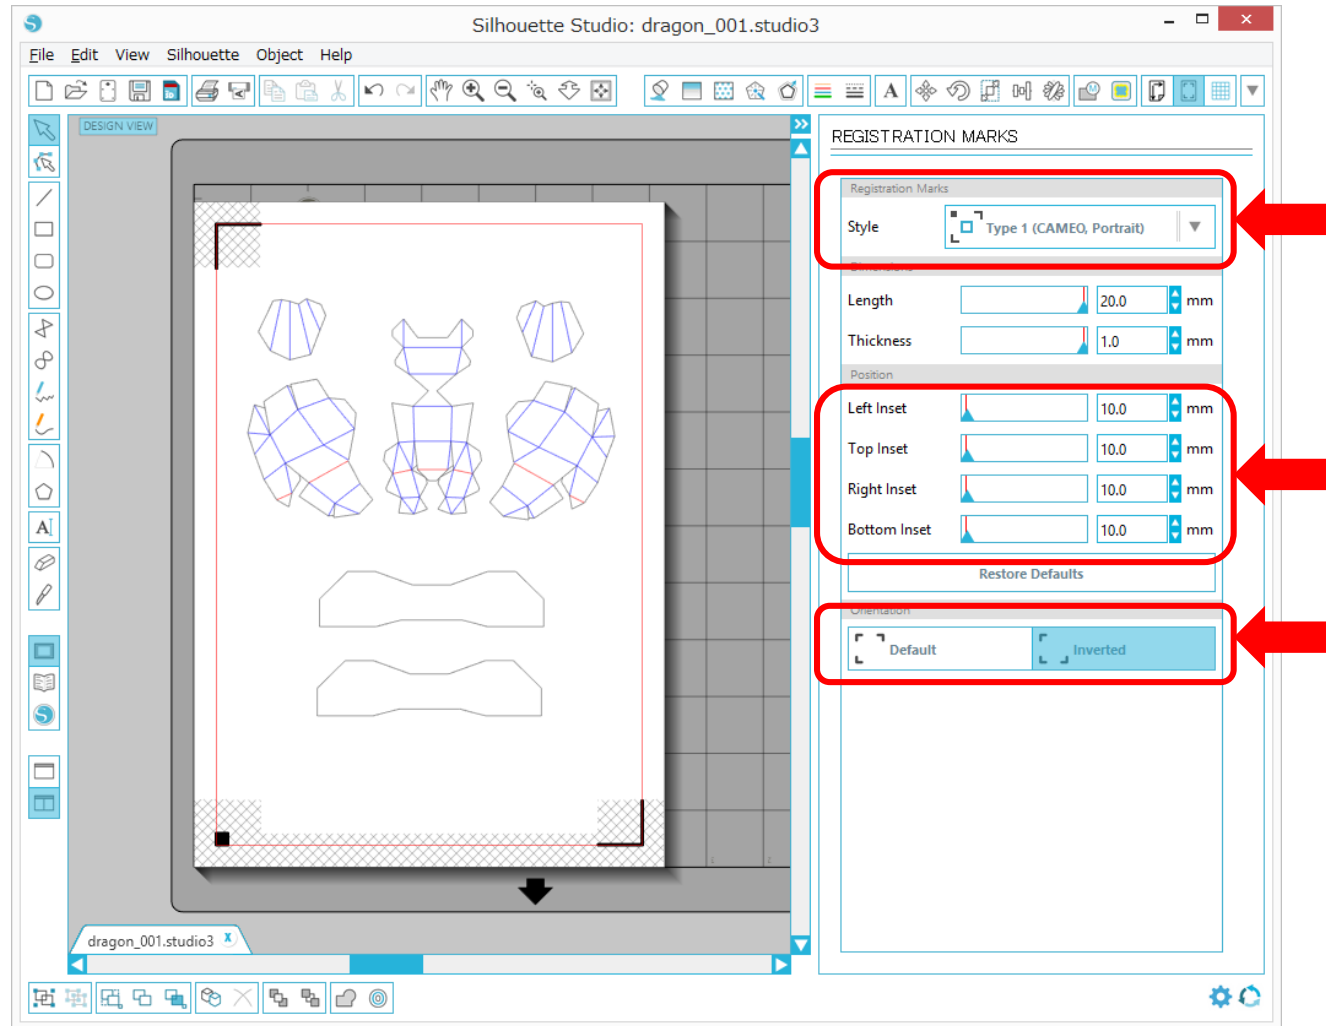 Silhouette Studio: dragon_001.studio3
File Edit View Silhouette Object Help
DESIGN VIEW
REGISTRATION MARKS
Registration Marks
Style
Type 1 (CAMEO, Portrait)
Dimensions
Length 20.0 mm
Thickness 1.0 mm
Position
Left Inset 10.0 mm
Top Inset 10.0 mm
Right Inset 10.0 mm
Bottom Inset 10.0 mm
Restore Defaults
Orientation
Default Inverted
dragon_001.studio3 x